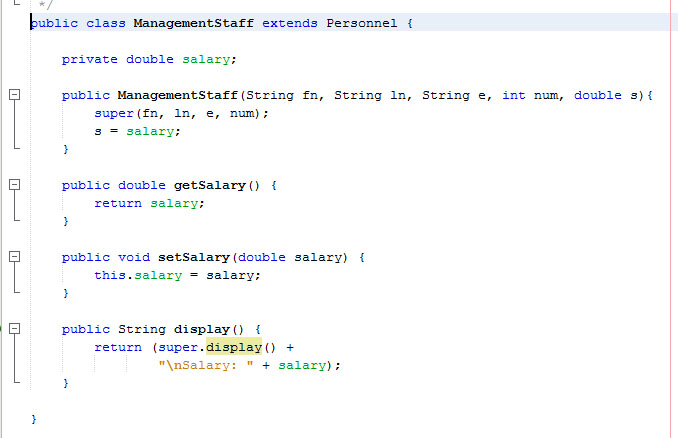 */
public class ManagementStaff extends Personnel {
private double salary;
public ManagementStaff(String fn, String ln, String e, int num, double s){
super(fn, ln, e, num);
s = salary;
}
public double getSalary() {
return salary;
}
public void setSalary(double salary) {
this.salary = salary;
}
public String display() {
return (super.display() +
"\nSalary: " + salary);
}
}